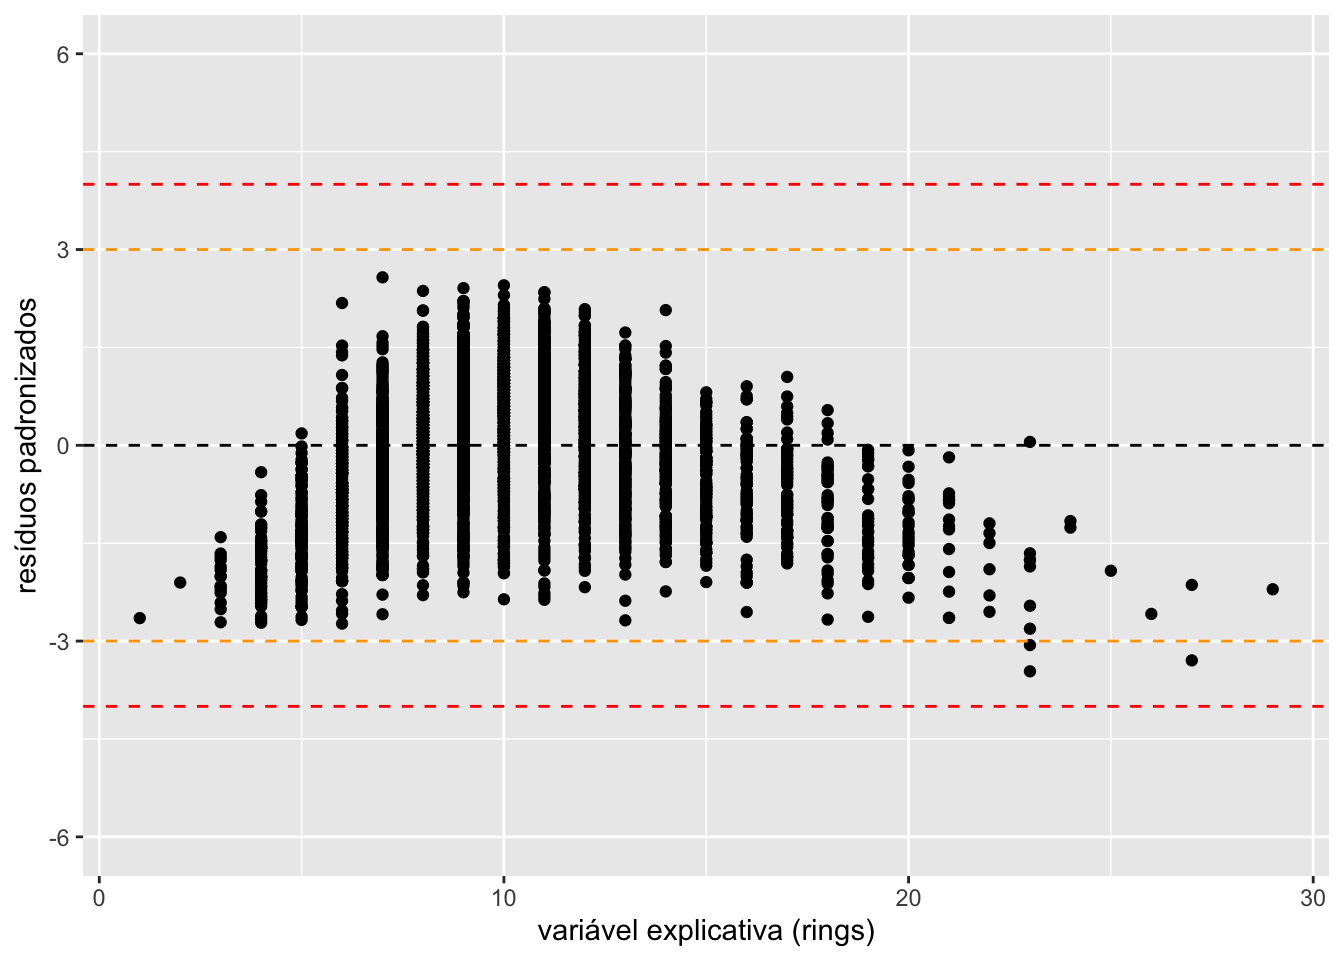 6
3
0
-3
-6
0 10 20 30
variável explicativa (rings)
resíduos padronizados